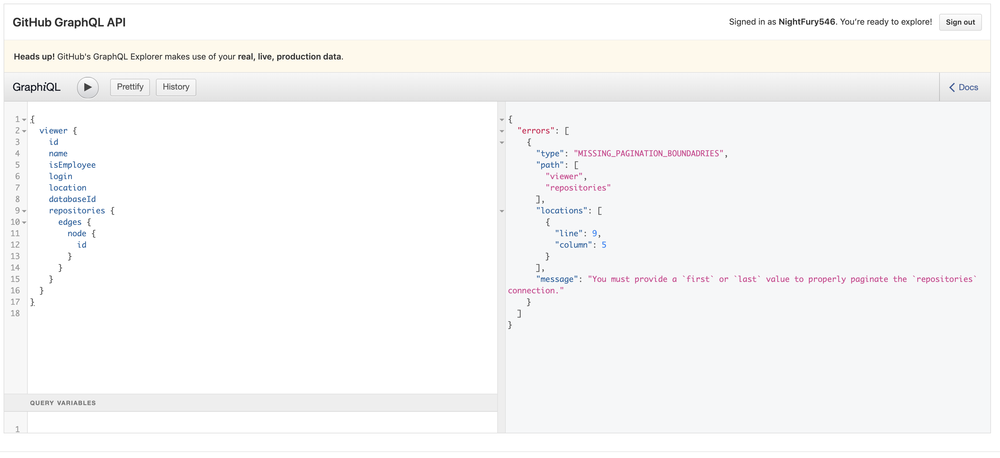 GitHub GraphQL API
Signed in as NightFury546. You’re ready to explore!
Sign out
Heads up! GitHub's GraphQL Explorer makes use of your real, live, production data.
GraphiQL
Prettify
History
Docs
1 {
2   viewer {
3     id
4     name
5     isEmployee
6     login
7     location
8     databaseId
9     repositories {
10       edges {
11         node {
12           id
13         }
14       }
15     }
16   }
17 }
18
{
  "errors": [
    {
      "type": "MISSING_PAGINATION_BOUNDADRIES",
      "path": [
        "viewer",
        "repositories"
      ],
      "locations": [
        {
          "line": 9,
          "column": 5
        }
      ],
      "message": "You must provide a `first` or `last` value to properly paginate the `repositories`
connection."
    }
  ]
}
QUERY VARIABLES
1